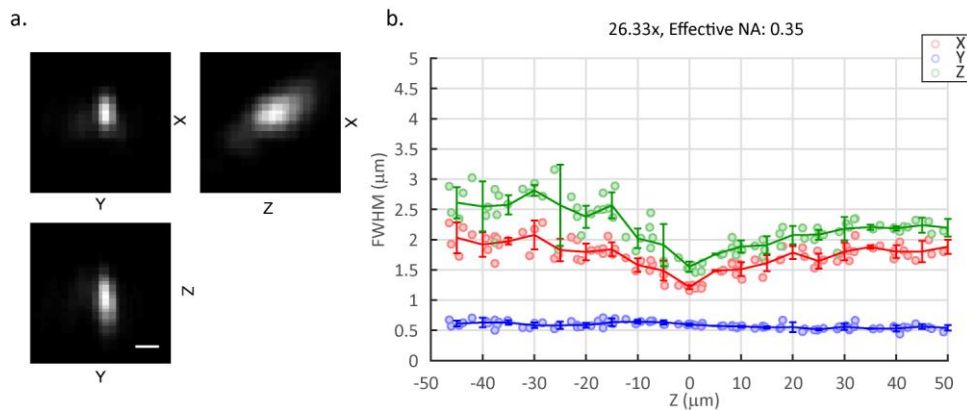 a.
X
Y
X
Z
Z
Y
b.
26.33x, Effective NA: 0.35
X
Y
Z
5
4.5
4
3.5
3
2.5
2
1.5
1
0.5
0
FWHM (μm)
-50 -40 -30 -20 -10 0 10 20 30 40 50
Z (μm)